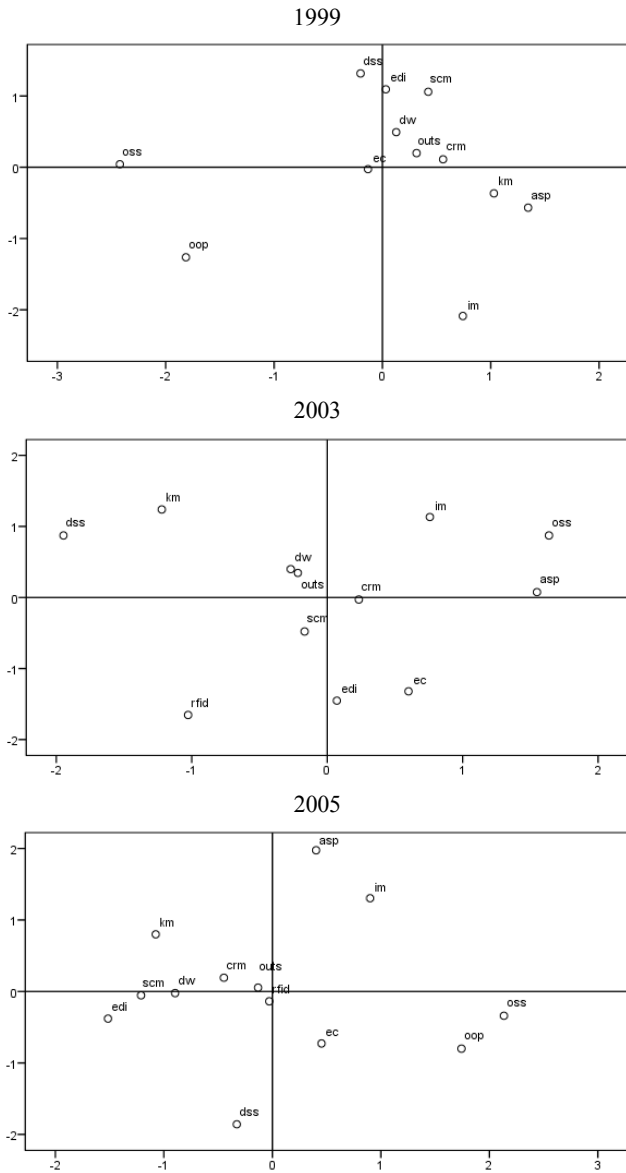 1999
dss
edi
scm
1
dw
outs
crm
oss
ec
0
km
asp
-1
oop
im
-2
-3 -2 -1 0 1 2
2003
2
km
im
dss
oss
1
dw
asp
outs
crm
0
scm
-1
rfid
edi
ec
-2
-2 -1 0 1 2
2005
asp
2
im
km
1
crm
outs
scm
dw
rfid
0
edi
oss
ec
oop
-1
dss
-2
-2 -1 0 1 2 3